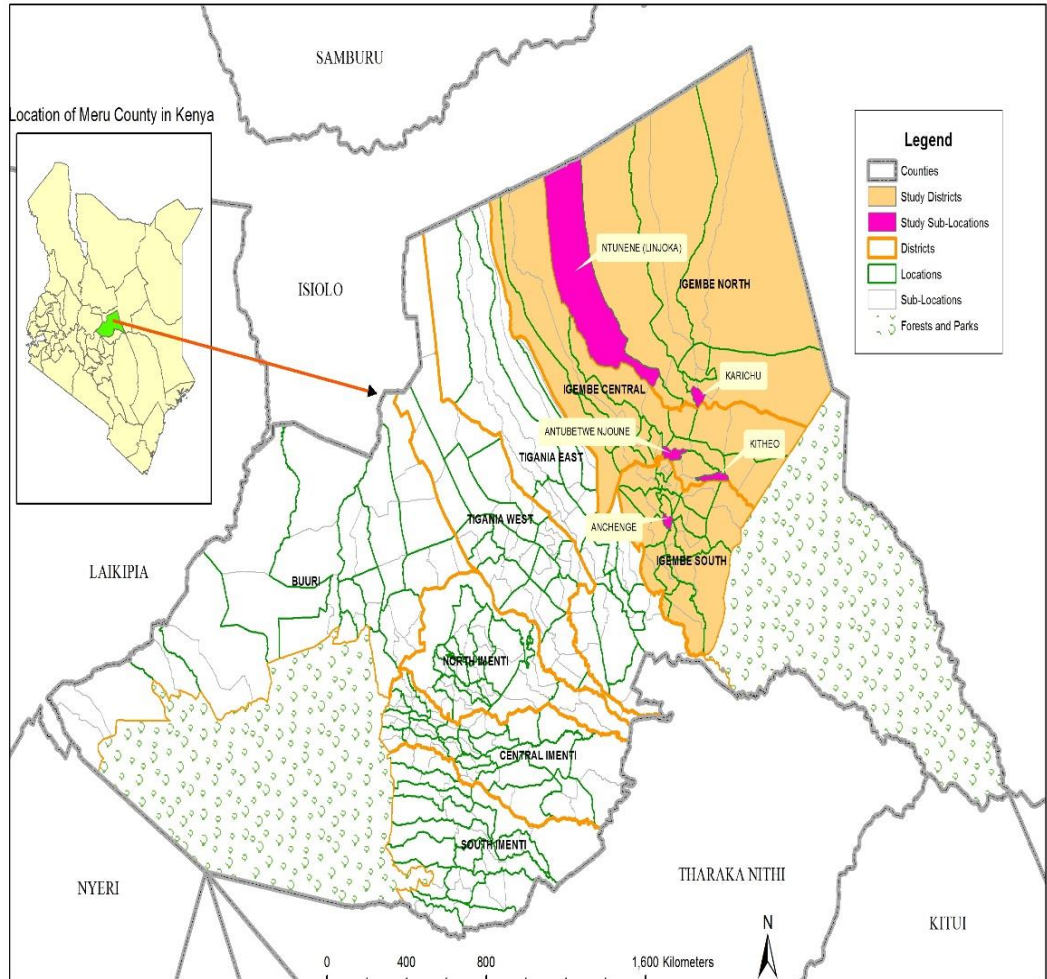 SAMBURU
Location of Meru County in Kenya
Legend
Counties
Study Districts
Study Sub-Locations
Districts
Locations
Sub-Locations
Forests and Parks
NTUNENE (LINJOKA)
ISIOLO
IGEMBE NORTH
KARICHU
IGEMBE CENTRAL
ANTUBETWE NJOUNE
KITHEO
TIGANIA EAST
TIGANIA WEST
ANCHENGE
IGEMBE SOUTH
LAIKIPIA
BUURI
NORTH IMENTI
CENTRAL IMENTI
SOUTH IMENTI
THARAKA NITHI
NYERI
KITUI
N
0 400 800 1,600 Kilometers